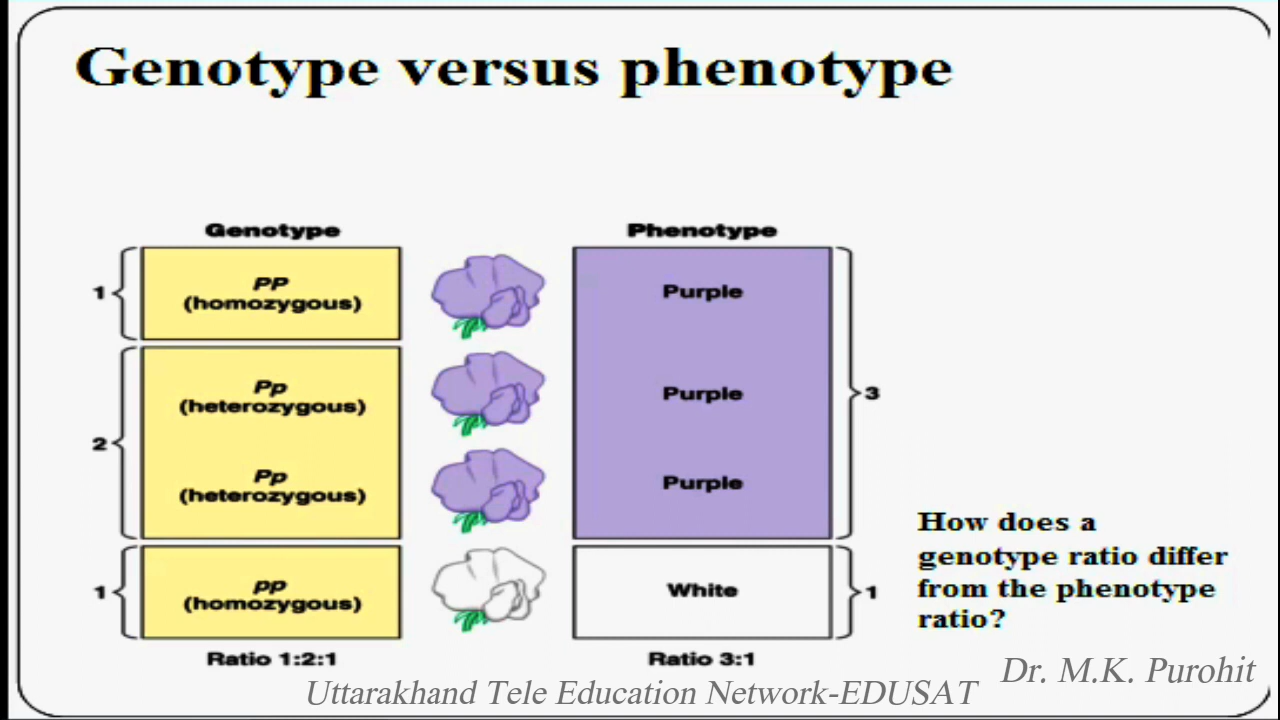 Genotype versus phenotype
Genotype
Phenotype
1
PP
(homozygous)
Purple
2
Pp
(heterozygous)
Purple
3
Pp
(heterozygous)
Purple
1
pp
(homozygous)
White
1
Ratio 1:2:1
Ratio 3:1
How does a
genotype ratio differ
from the phenotype
ratio?
Dr. M.K. Purohit
Uttarakhand Tele Education Network-EDUSAT